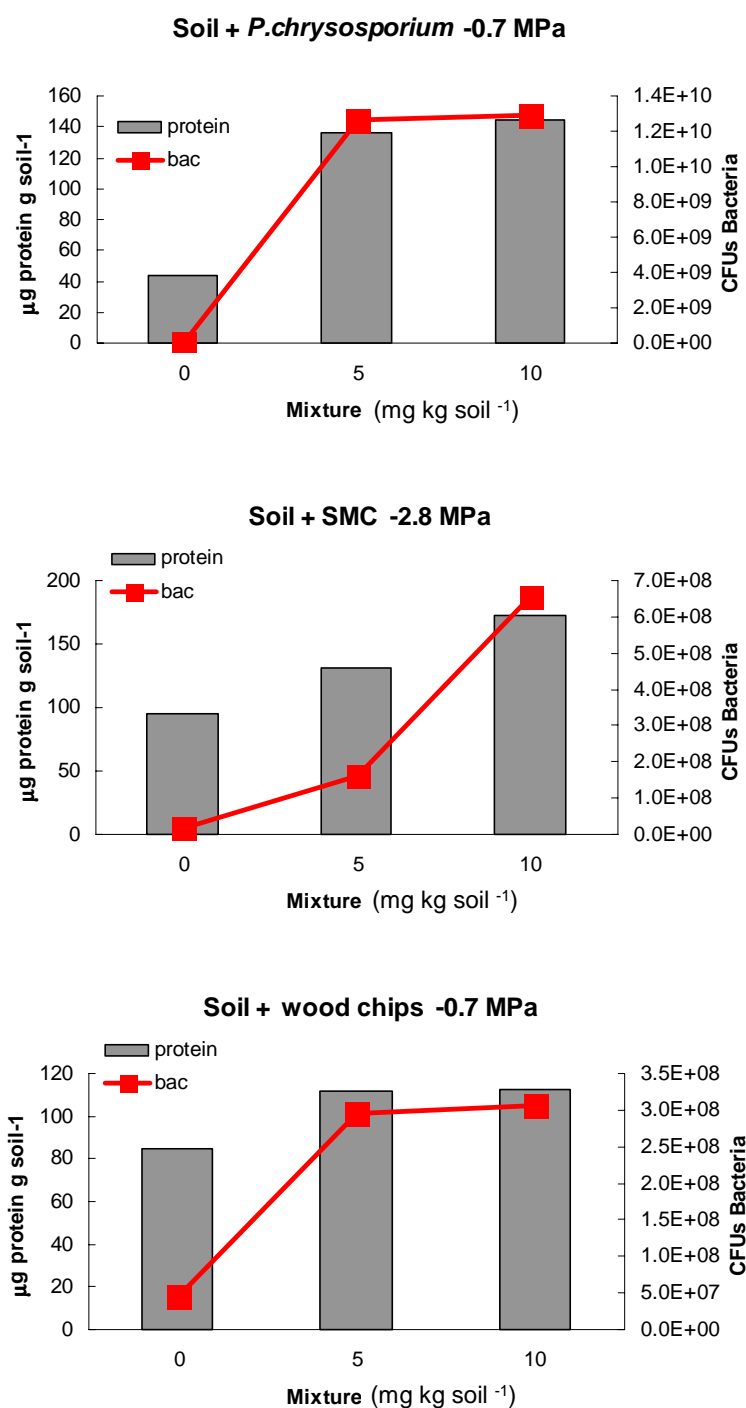 Soil + P.chrysosporium -0.7 MPa
µg protein g soil-1
160
140
120
100
80
60
40
20
0
protein
bac
1.4E+10
1.2E+10
1.0E+10
8.0E+09
6.0E+09
4.0E+09
2.0E+09
0.0E+00
CFUs Bacteria
0 5 10
Mixture (mg kg soil -1)
Soil + SMC -2.8 MPa
µg protein g soil-1
200
150
100
50
0
protein
bac
7.0E+08
6.0E+08
5.0E+08
4.0E+08
3.0E+08
2.0E+08
1.0E+08
0.0E+00
CFUs Bacteria
0 5 10
Mixture (mg kg soil -1)
Soil + wood chips -0.7 MPa
µg protein g soil-1
120
100
80
60
40
20
0
protein
bac
3.5E+08
3.0E+08
2.5E+08
2.0E+08
1.5E+08
1.0E+08
5.0E+07
0.0E+00
CFUs Bacteria
0 5 10
Mixture (mg kg soil -1)